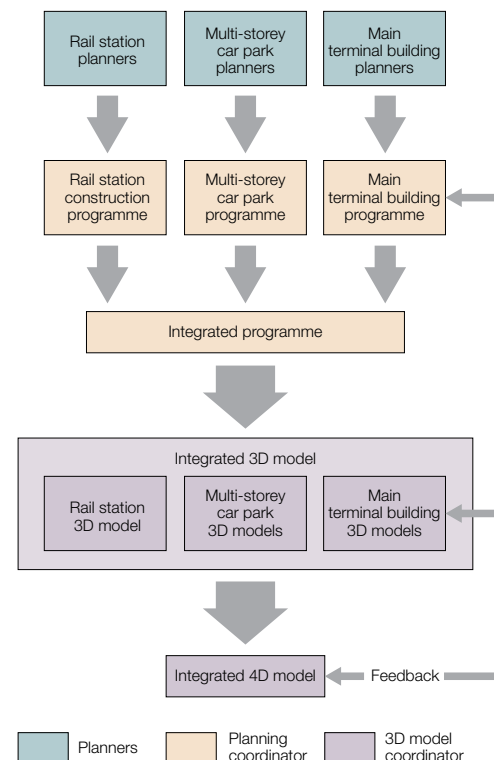 Rail station
planners
Multi-storey
car park
planners
Main
terminal building
planners
Rail station
construction
programme
Multi-storey
car park
programme
Main
terminal building
programme
Integrated programme
Integrated 3D model
Rail station
3D model
Multi-storey
car park
3D models
Main
terminal building
3D models
Integrated 4D model
Feedback
Planners
Planning
coordinator
3D model
coordinator